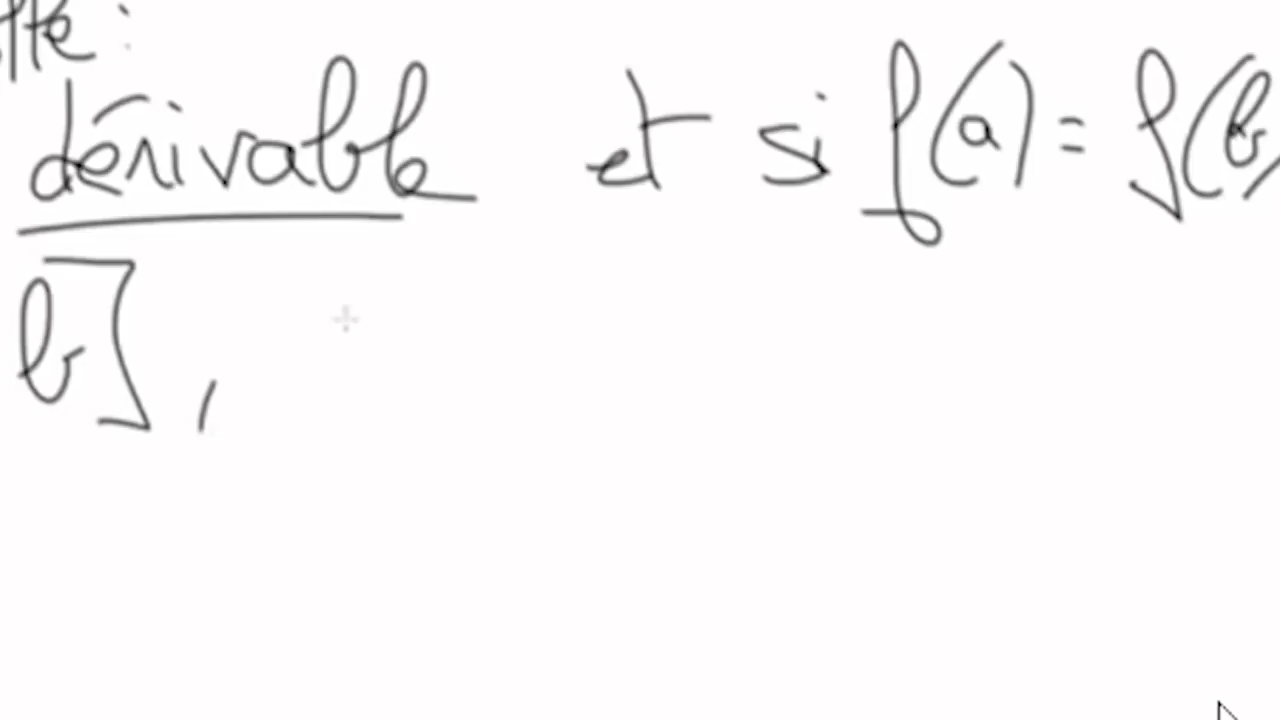 dérivable et si f(a) = f(b)
b],